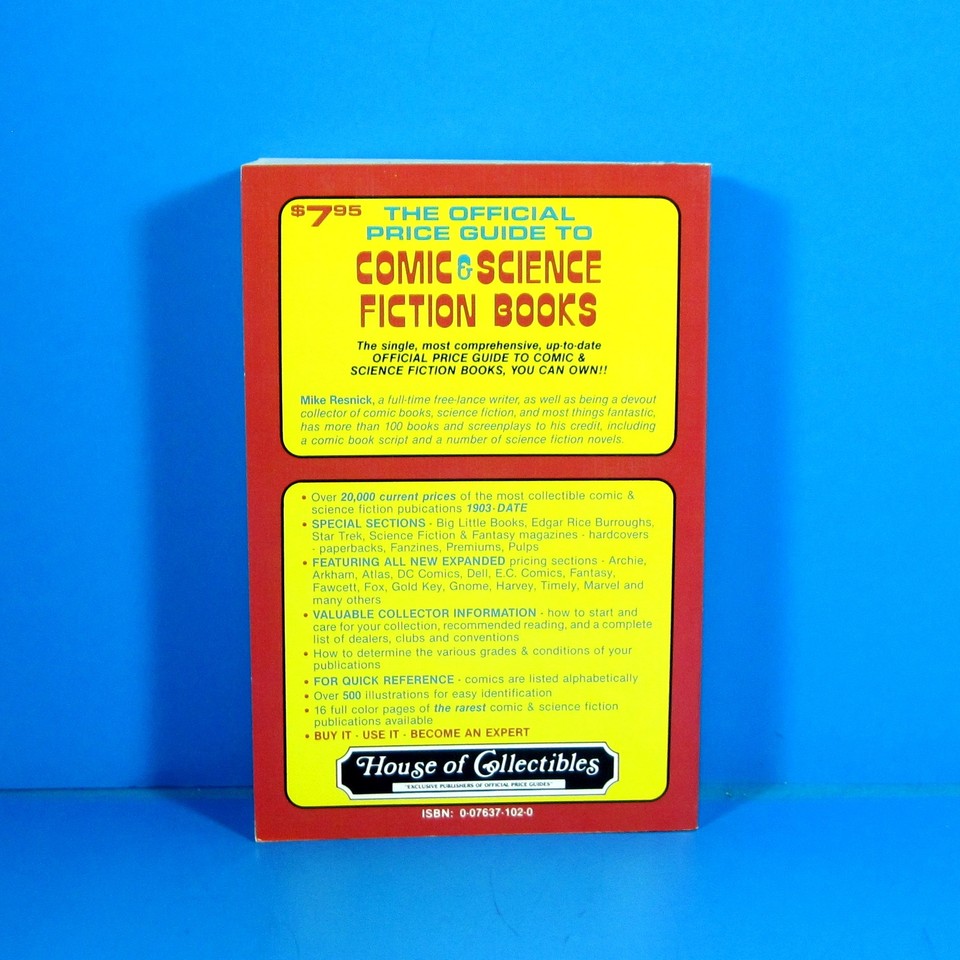 $7.95 THE OFFICIAL
PRICE GUIDE TO
COMIC & SCIENCE
FICTION BOOKS
The single, most comprehensive, up-to-date
OFFICIAL PRICE GUIDE TO COMIC &
SCIENCE FICTION BOOKS, YOU CAN OWN!!
Mike Resnick, a full-time free-lance writer, as well as being a devout
collector of comic books, science fiction, and most things fantastic,
has more than 100 books and screenplays to his credit, including
a comic book script and a number of science fiction novels.
• Over 20,000 current prices of the most collectible comic &
science fiction pubications 1903-DATE
• SPECIAL SECTIONS - Big Little Books, Edgar Rice Burroughs,
Star Trek, Science Fiction & Fantasy magazines - hardcovers
- paperbacks, Fanzines, Premiums, Pulps
• FEATURING ALL NEW EXPANDED pricing sections - Archie,
Arkham, Atlas, DC Comics, Dell, E.C. Comics, Fantasy,
Fawcett, Fox, Gold Key, Gnome, Harvey, Timely, Marvel and
many others
• VALUABLE COLLECTOR INFORMATION - how to start and
care for your collection, recommended reading, and a complete
list of dealers, clubs and conventions
• How to determine the various grades & conditions of your
publications
• FOR QUICK REFERENCE - comics are listed alphabetically
• Over 500 illustrations for easy identification
• 16 full color pages of the rarest comic & science fiction
publications available
• BUY IT - USE IT - BECOME AN EXPERT
House of Collectibles
"EXCLUSIVE PUBLISHERS OF OFFICIAL PRICE GUIDES"
ISBN: 0-07637-102-0